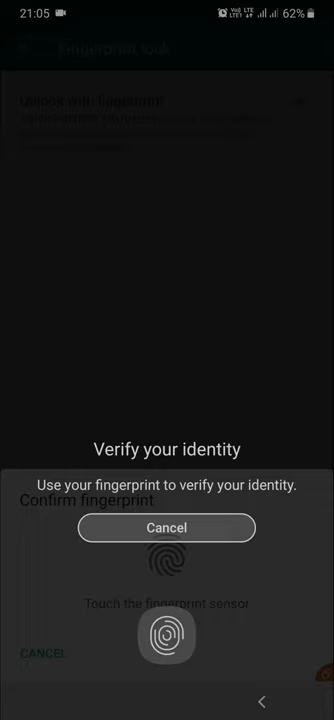 21:05
LTE 62%
Fingerprint lock
Unlock with fingerprint
Verify your identity
Use your fingerprint to verify your identity.
Confirm fingerprint
Cancel
Touch the fingerprint sensor
CANCEL